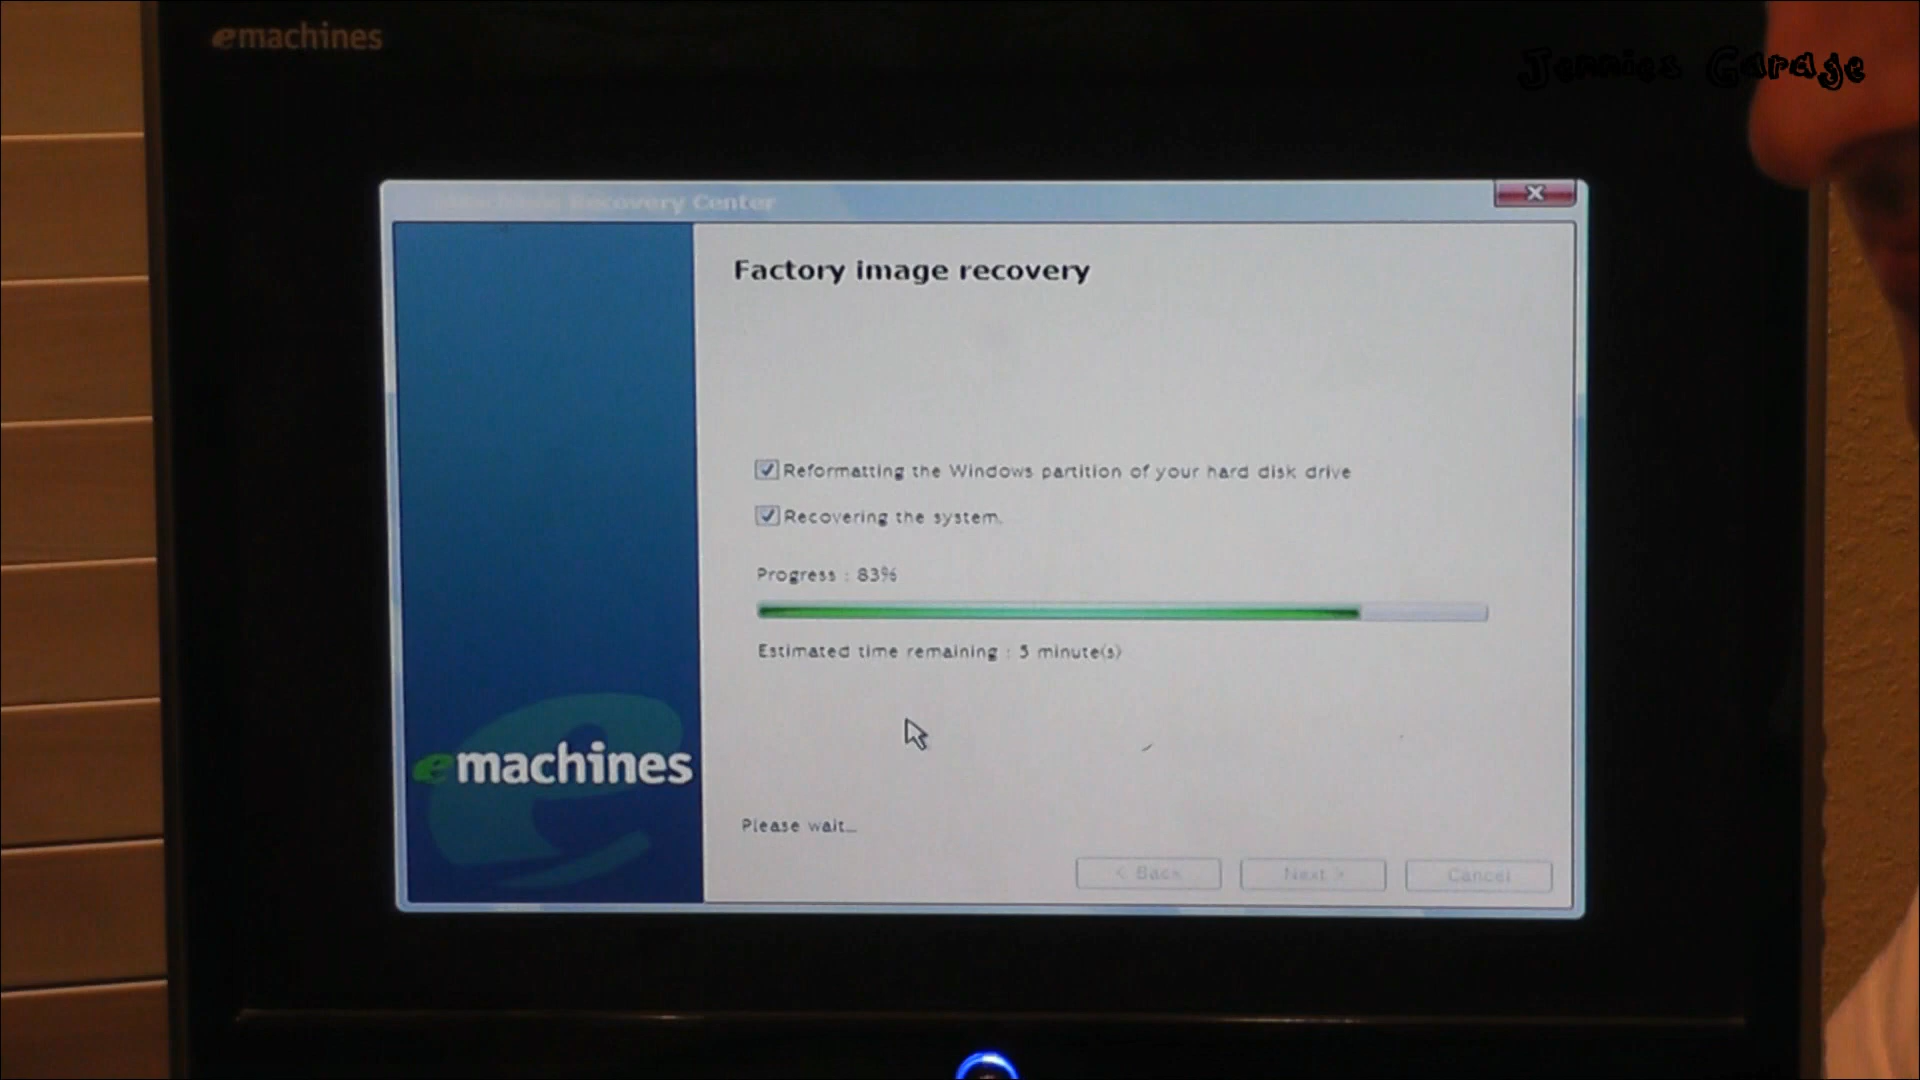 emachines
Jennies Garage
Recovery Center
Factory image recovery
Reformatting the Windows partition of your hard disk drive
Recovering the system.
Progress : 83%
Estimated time remaining : 5 minute(s)
emachines
Please wait...
< Back
Next >
Cancel